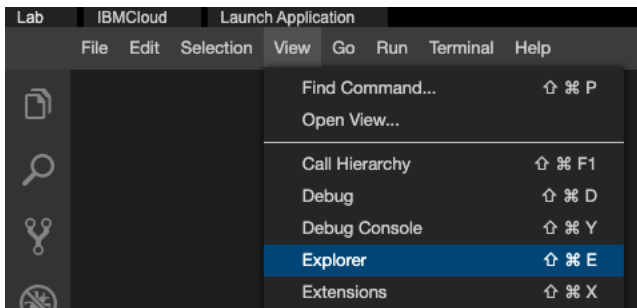 Lab IBMCloud Launch Application
File Edit Selection View Go Run Terminal Help
Find Command... ⇧ ⌘ P
Open View...
Call Hierarchy ⇧ ⌘ F1
Debug ⇧ ⌘ D
Debug Console ⇧ ⌘ Y
Explorer ⇧ ⌘ E
Extensions ⇧ ⌘ X